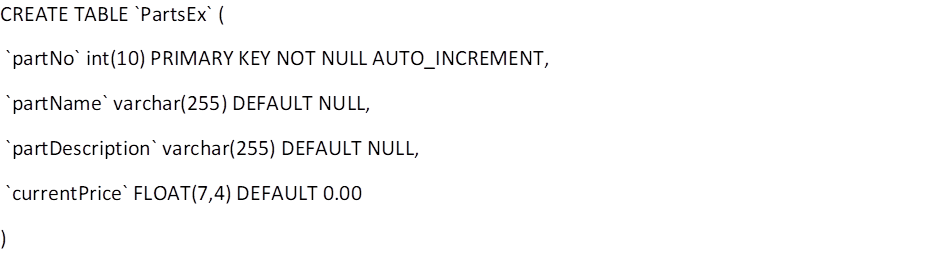 CREATE TABLE `PartsEx` (
`partNo` int(10) PRIMARY KEY NOT NULL AUTO_INCREMENT,
`partName` varchar(255) DEFAULT NULL,
`partDescription` varchar(255) DEFAULT NULL,
`currentPrice` FLOAT(7,4) DEFAULT 0.00
)